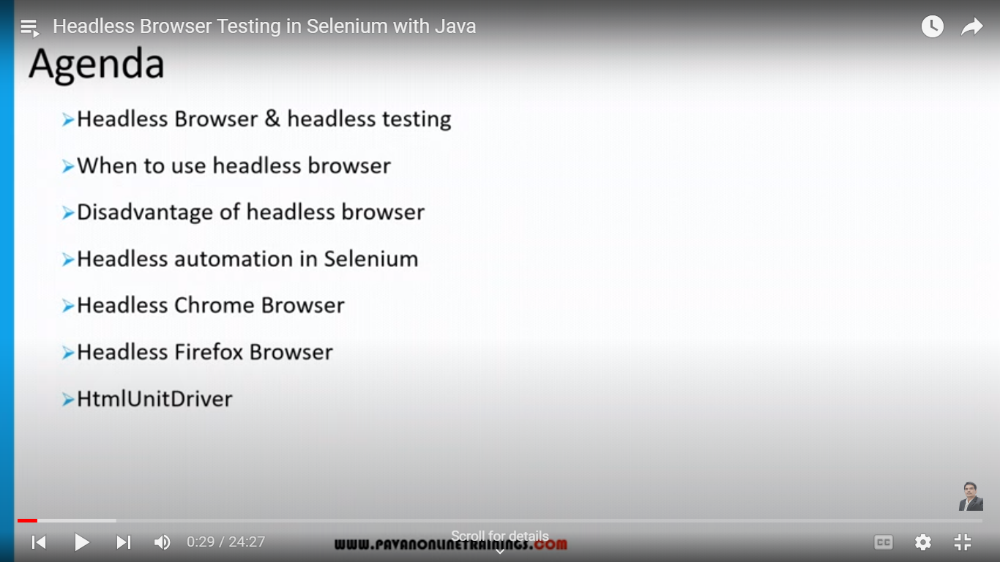 Headless Browser Testing in Selenium with Java
Agenda
Headless Browser & headless testing
When to use headless browser
Disadvantage of headless browser
Headless automation in Selenium
Headless Chrome Browser
Headless Firefox Browser
HtmlUnitDriver
Scroll for details
0:29 / 24:27
www.PAVANONLINETRAININGS.COM
CC